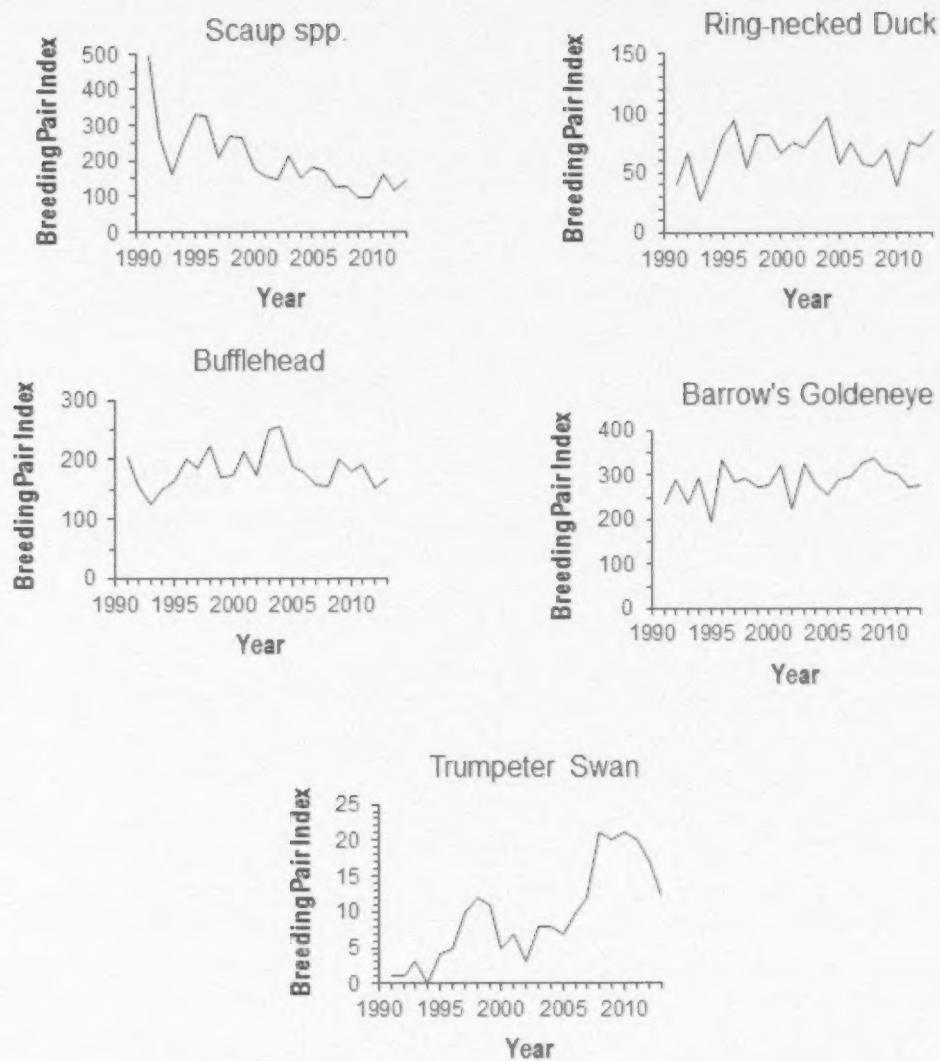 Scaup spp.
500
400
300
200
100
0
1990 1995 2000 2005 2010
Breeding Pair Index
Year
Ring-necked Duck
150
100
50
0
1990 1995 2000 2005 2010
Breeding Pair Index
Year
Bufflehead
300
200
100
0
1990 1995 2000 2005 2010
Breeding Pair Index
Year
Barrow's Goldeneye
400
300
200
100
0
1990 1995 2000 2005 2010
Breeding Pair Index
Year
Trumpeter Swan
25
20
15
10
5
0
1990 1995 2000 2005 2010
Breeding Pair Index
Year